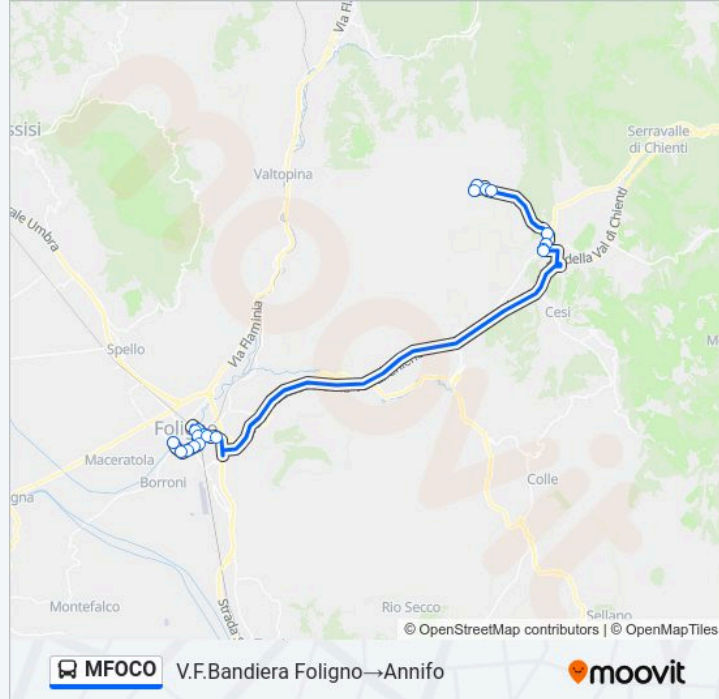 Via Fla
ssisi
Serravalle
di Chienti
Valtopina
ale Umbra
della Val di Chienti
Cesi
Via Flaminia
Spello
Foligno
Maceratola
Borroni
gna
Colle
Montefalco
Rio Secco
Sellano
Strada S
© OpenStreetMap contributors | © OpenMapTiles
MFOCO
V.F.Bandiera Foligno→Annifo
moovit